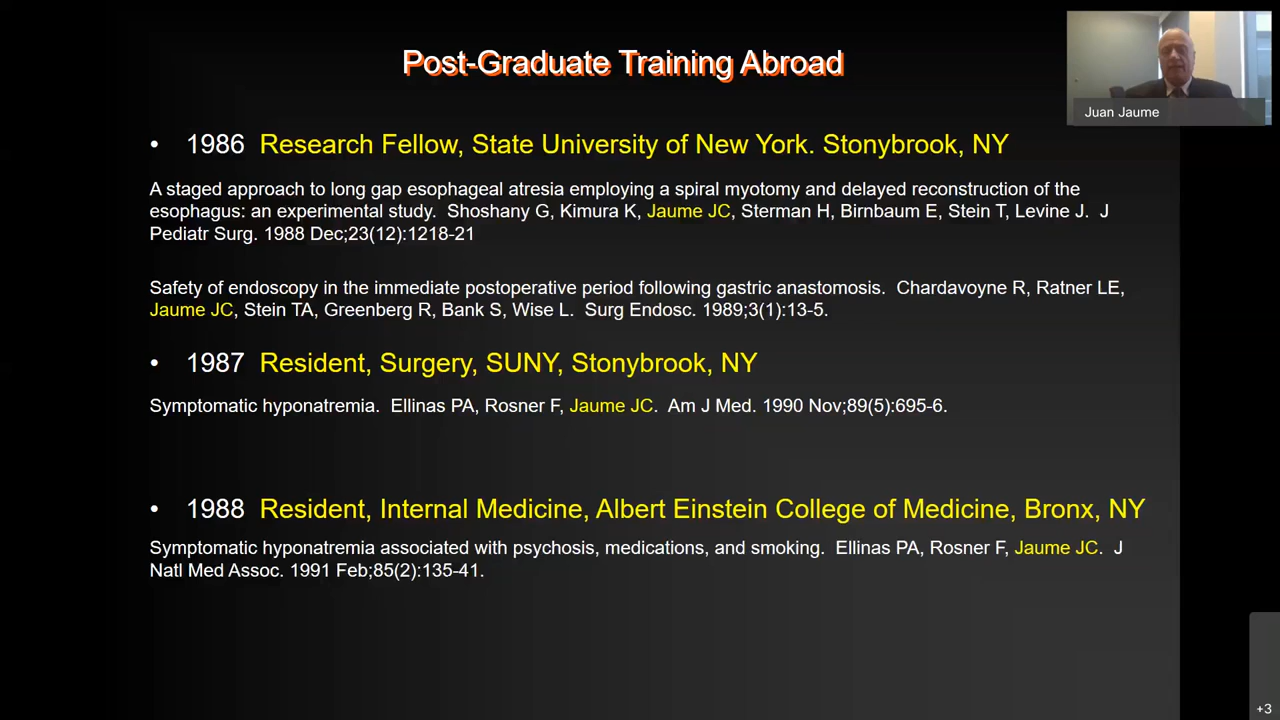 Post-Graduate Training Abroad
Juan Jaume
• 1986 Research Fellow, State University of New York. Stonybrook, NY
A staged approach to long gap esophageal atresia employing a spiral myotomy and delayed reconstruction of the
esophagus: an experimental study. Shoshany G, Kimura K, Jaume JC, Sterman H, Birnbaum E, Stein T, Levine J. J
Pediatr Surg. 1988 Dec;23(12):1218-21
Safety of endoscopy in the immediate postoperative period following gastric anastomosis. Chardavoyne R, Ratner LE,
Jaume JC, Stein TA, Greenberg R, Bank S, Wise L. Surg Endosc. 1989;3(1):13-5.
• 1987 Resident, Surgery, SUNY, Stonybrook, NY
Symptomatic hyponatremia. Ellinas PA, Rosner F, Jaume JC. Am J Med. 1990 Nov;89(5):695-6.
• 1988 Resident, Internal Medicine, Albert Einstein College of Medicine, Bronx, NY
Symptomatic hyponatremia associated with psychosis, medications, and smoking. Ellinas PA, Rosner F, Jaume JC. J
Natl Med Assoc. 1991 Feb;85(2):135-41.
+3